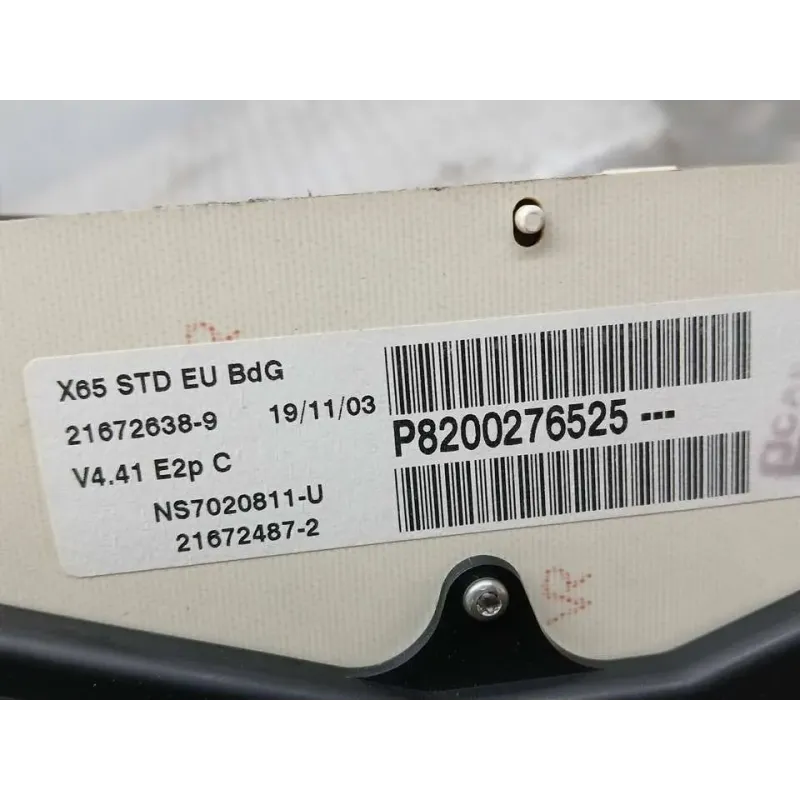 X65 STD EU BdG
21672638-9 19/11/03
V4.41 E2p C
NS7020811-U
21672487-2
P8200276525 ---